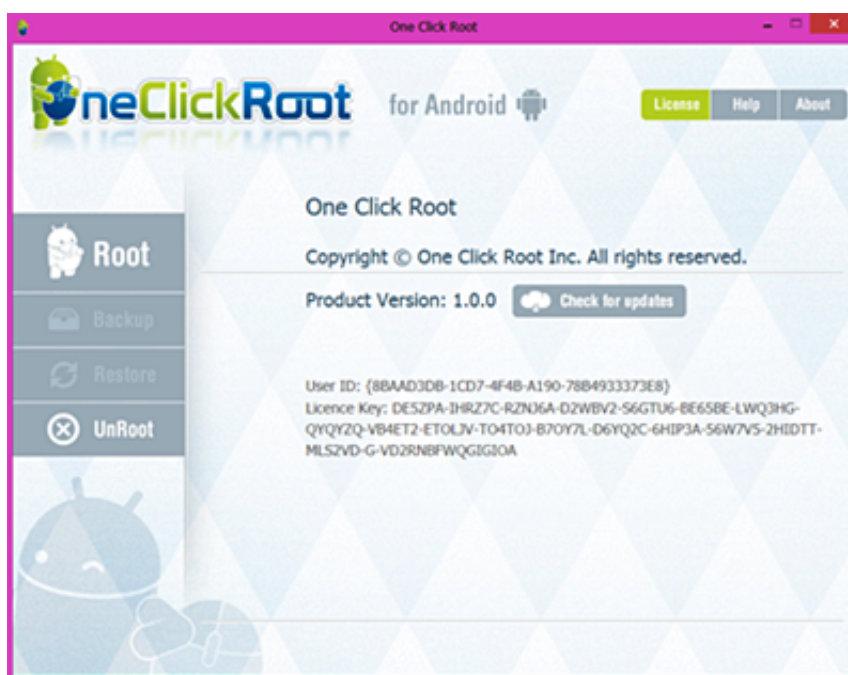 One Click Root
OneClickRoot for Android
License Help About
Root
Backup
Restore
UnRoot
One Click Root
Copyright © One Click Root Inc. All rights reserved.
Product Version: 1.0.0 Check for updates
User ID: {8BAAD3DB-1CD7-4F4B-A190-78B4933373E8}
Licence Key: DE5ZPA-IHRZ7C-RZNJ6A-D2WBV2-S6GTU6-BE65BE-LWQ3HG-
QYQYZQ-VB4ET2-ETOLJV-TO4TOJ-B7OY7L-D6YQ2C-6HIP3A-S6W7V5-2HIDTT-
MLS2VD-G-VD2RNBFWQGIGIOA